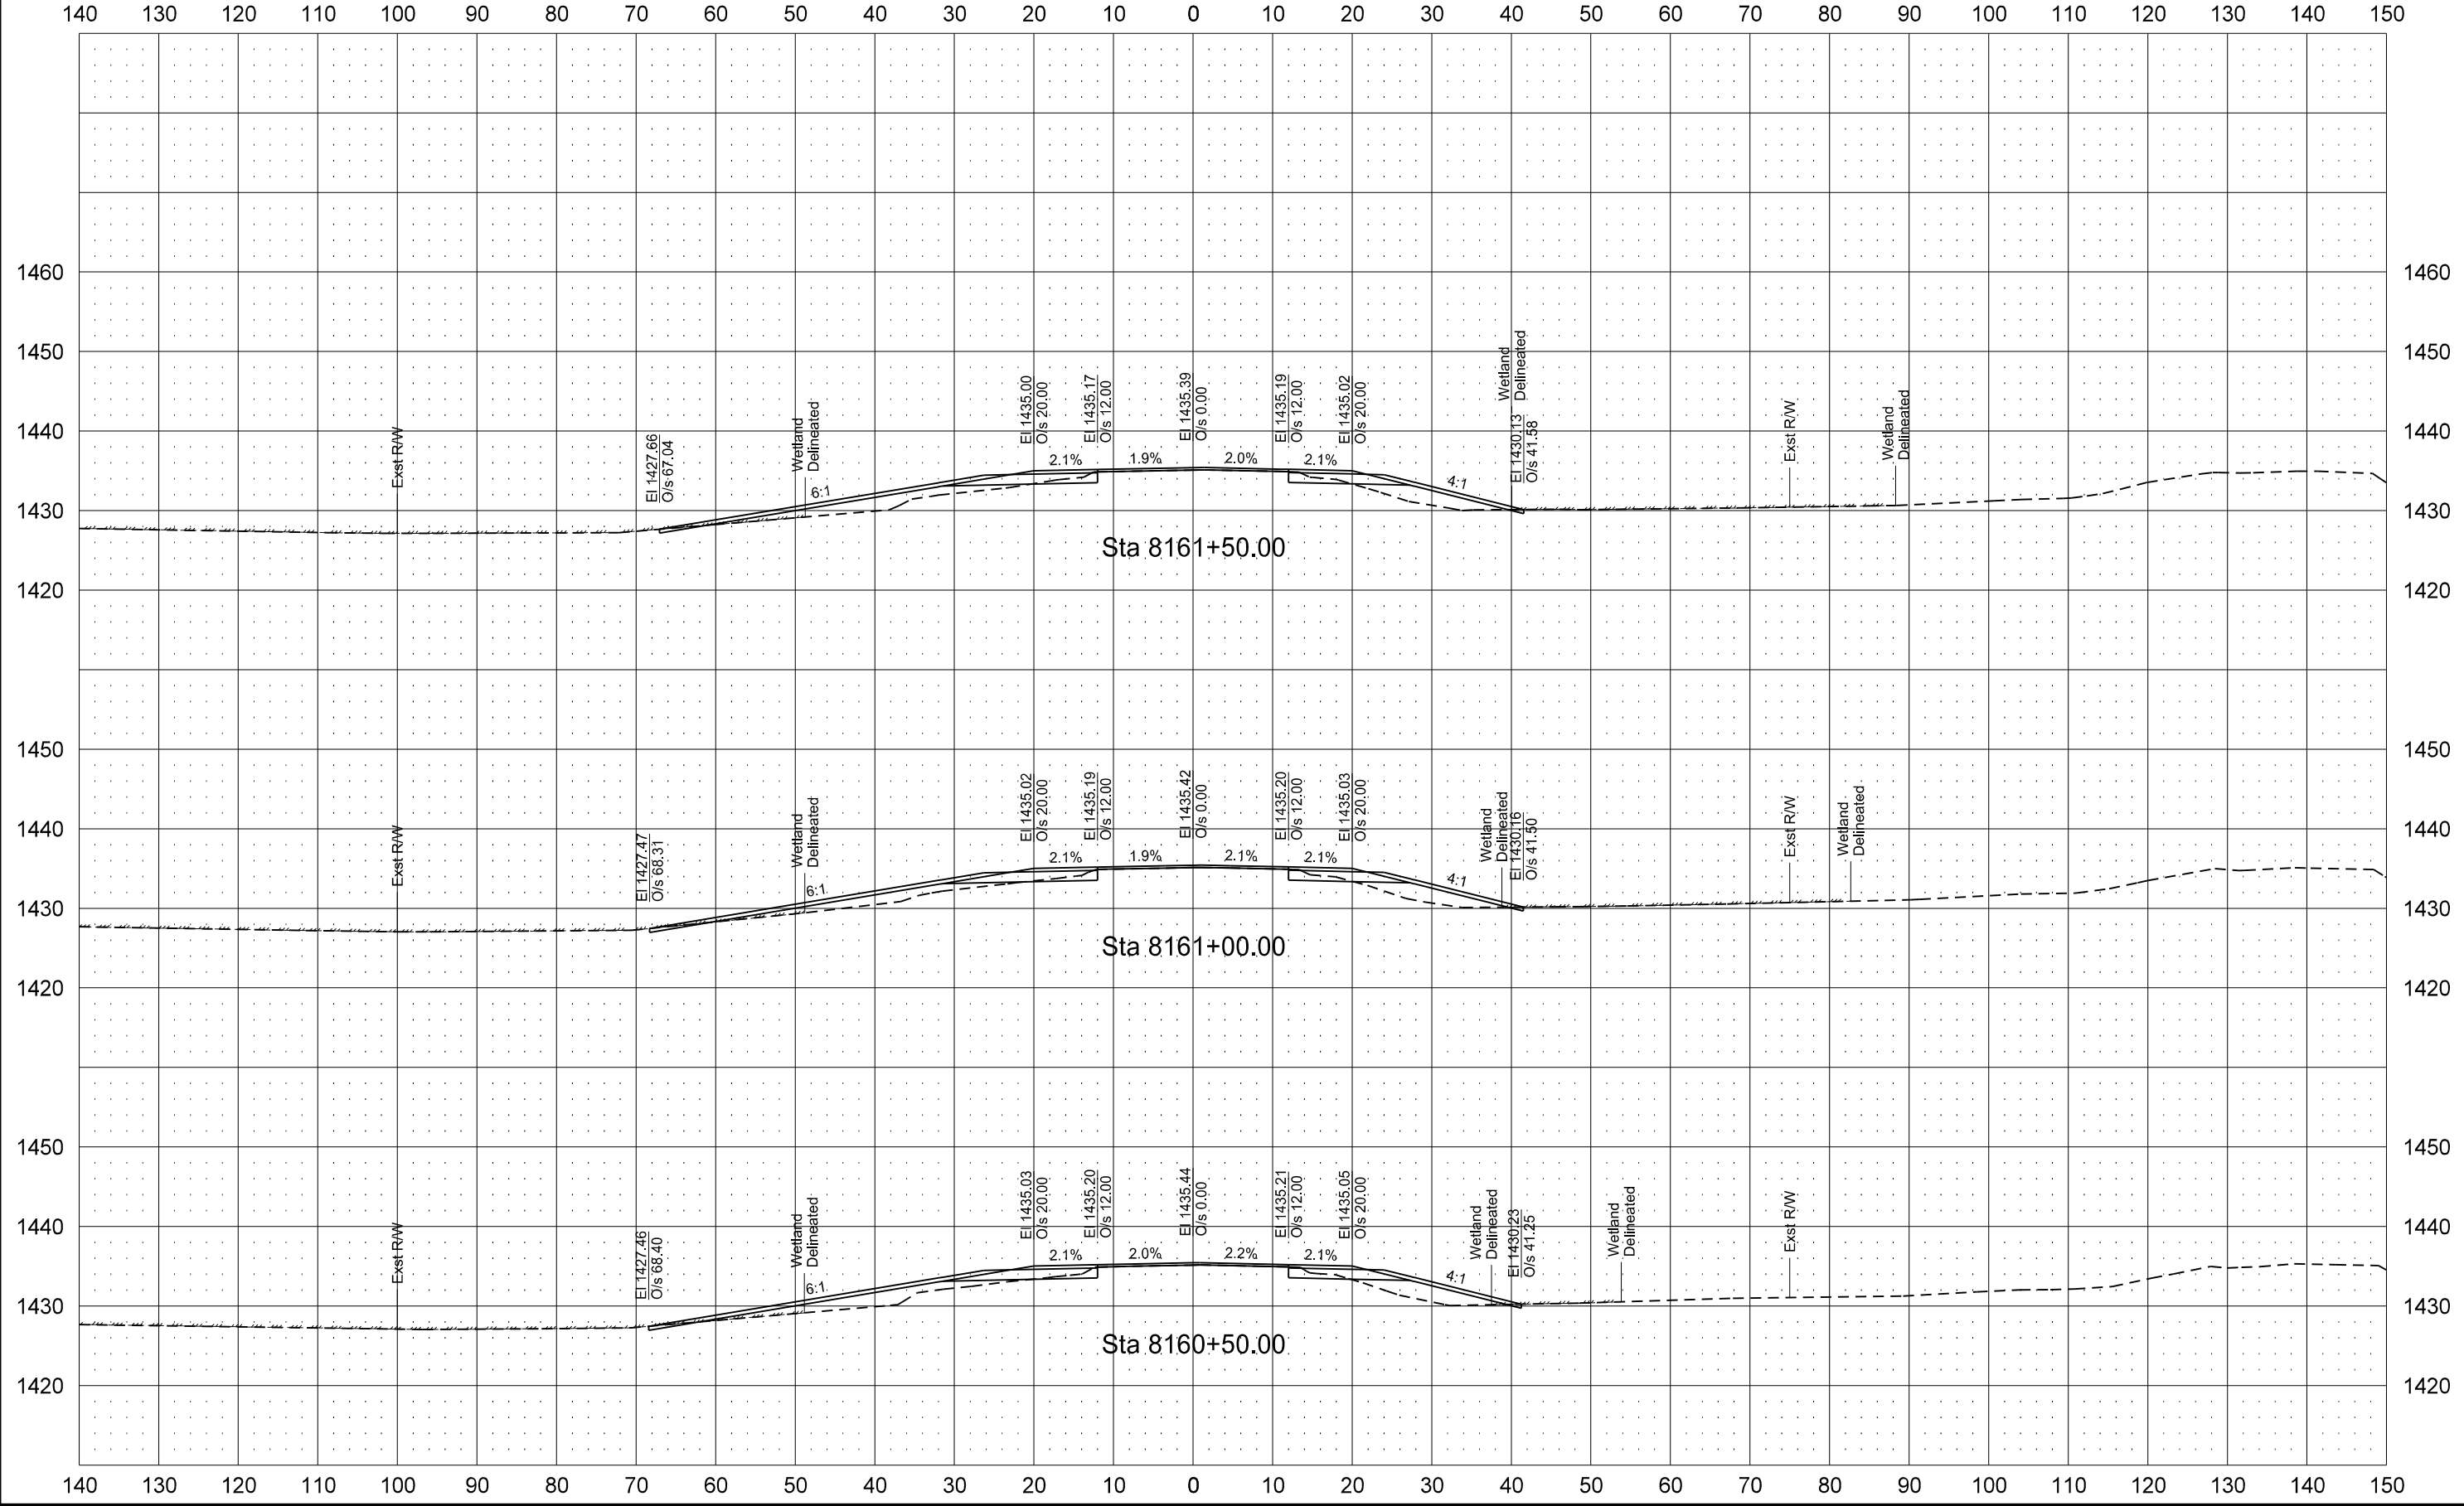 140 130 120 110 100 90 80 70 60 50 40 30 20 10 0 10 20 30 40 50 60 70 80 90 100 110 120 130 140 150
1460 1460
1450 1450
1440 1440
1430 1430
1420 1420
Exst R/W
El 1427.66
O/s 67.04
Wetland
Delineated
6:1
El 1435.00
O/s 20.00
2.1%
El 1435.17
O/s 12.00
1.9%
El 1435.39
O/s 0.00
2.0%
El 1435.19
O/s 12.00
2.1%
El 1435.02
O/s 20.00
4:1
Wetland
Delineated
El 1430.13
O/s 41.58
Exst R/W
Wetland
Delineated
Sta 8161+50.00
1450 1450
1440 1440
1430 1430
1420 1420
Exst R/W
El 1427.47
O/s 68.31
Wetland
Delineated
6:1
El 1435.02
O/s 20.00
2.1%
El 1435.19
O/s 12.00
1.9%
El 1435.42
O/s 0.00
2.1%
El 1435.20
O/s 12.00
2.1%
El 1435.03
O/s 20.00
4:1
Wetland
Delineated
El 1430.16
O/s 41.50
Exst R/W
Wetland
Delineated
Sta 8161+00.00
1450 1450
1440 1440
1430 1430
1420 1420
Exst R/W
El 1427.46
O/s 68.40
Wetland
Delineated
6:1
El 1435.03
O/s 20.00
2.1%
El 1435.20
O/s 12.00
2.0%
El 1435.44
O/s 0.00
2.2%
El 1435.21
O/s 12.00
2.1%
El 1435.05
O/s 20.00
4:1
Wetland
Delineated
El 1430.23
O/s 41.25
Wetland
Delineated
Exst R/W
Sta 8160+50.00
140 130 120 110 100 90 80 70 60 50 40 30 20 10 0 10 20 30 40 50 60 70 80 90 100 110 120 130 140 150